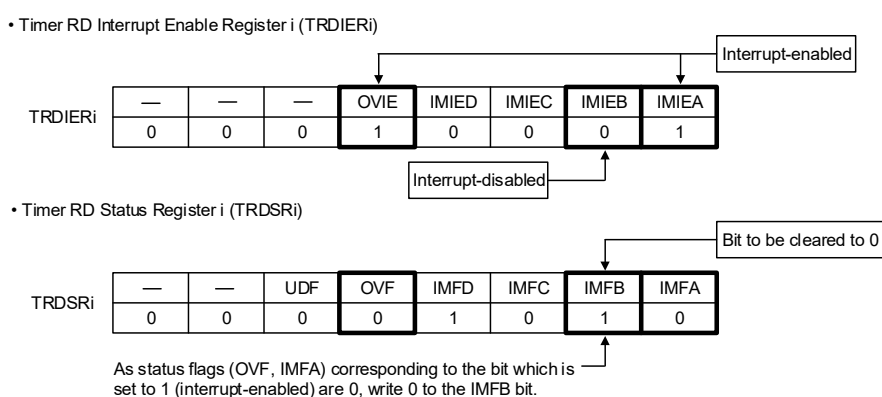 • Timer RD Interrupt Enable Register i (TRDIERi)
Interrupt-enabled
TRDIERi
— — — OVIE IMIED IMIEC IMIEB IMIEA
0 0 0 1 0 0 0 1
Interrupt-disabled
• Timer RD Status Register i (TRDSRi)
Bit to be cleared to 0
TRDSRi
— — UDF OVF IMFD IMFC IMFB IMFA
0 0 0 0 1 0 1 0
As status flags (OVF, IMFA) corresponding to the bit which is
set to 1 (interrupt-enabled) are 0, write 0 to the IMFB bit.